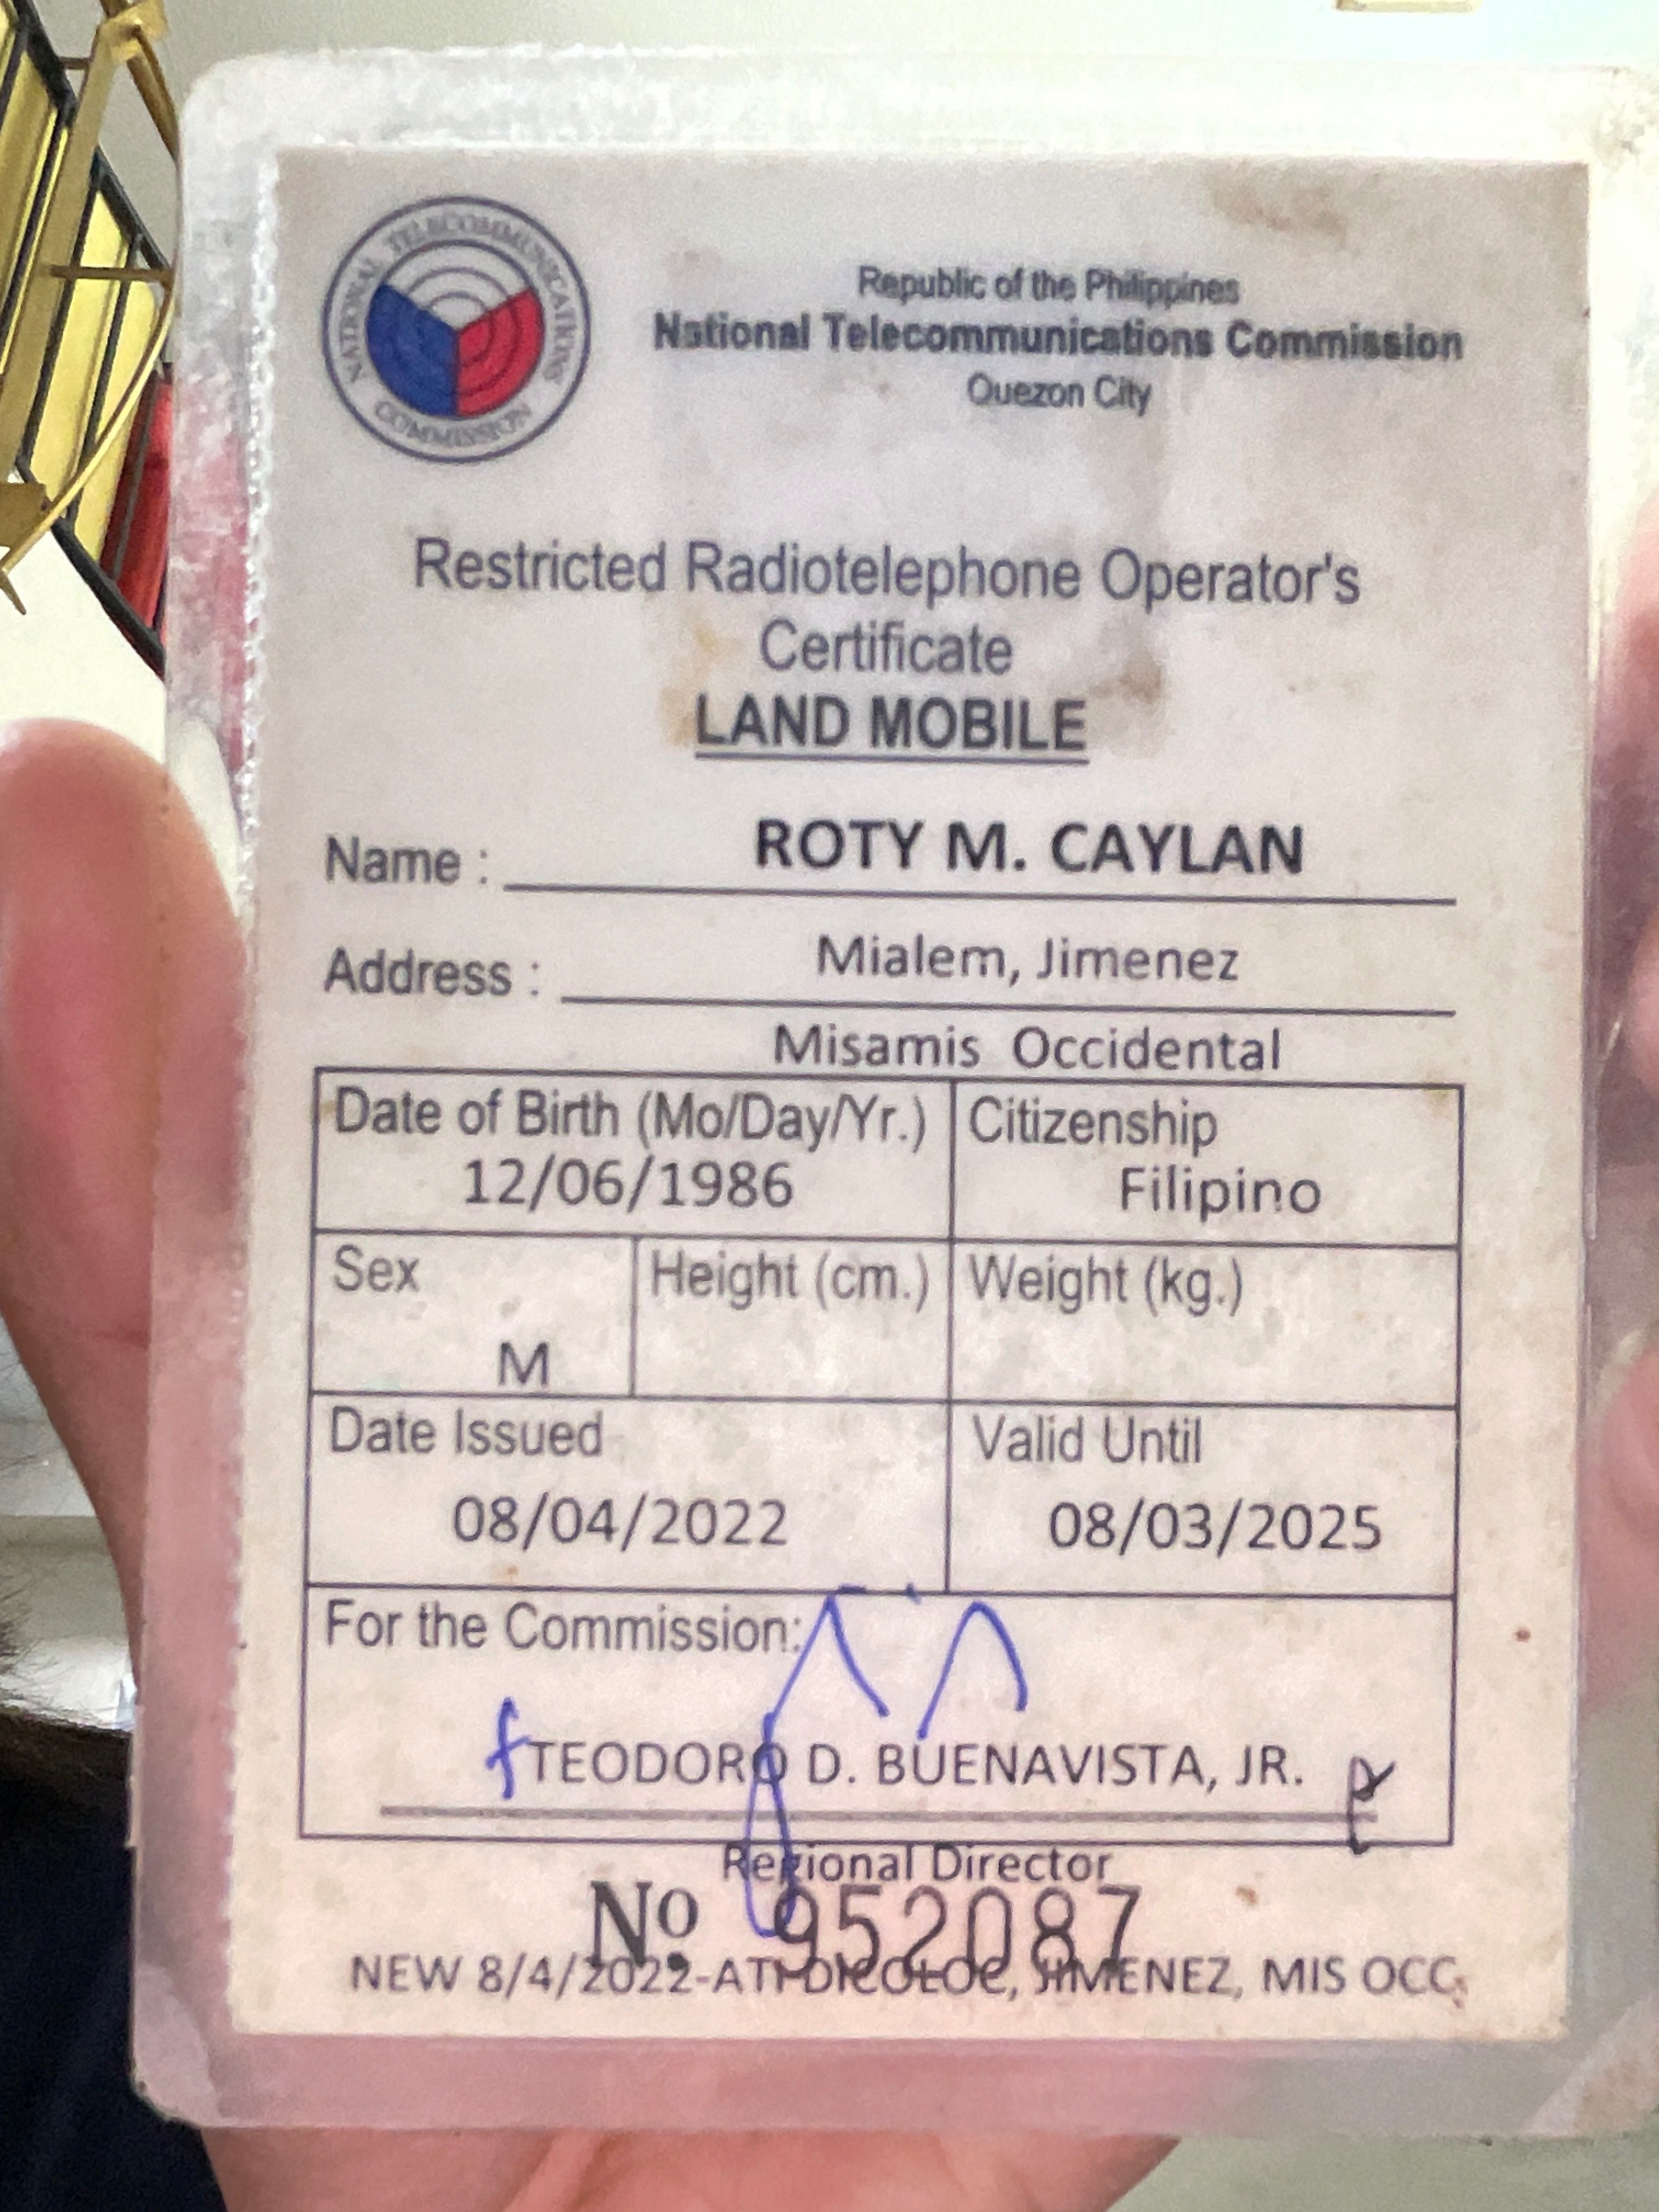 NATIONAL TELECOMMUNICATIONS COMMISSION
Republic of the Philippines
National Telecommunications Commission
Quezon City
Restricted Radiotelephone Operator's
Certificate
LAND MOBILE
Name : ROTY M. CAYLAN
Address : Mialem, Jimenez
Misamis Occidental
Date of Birth (Mo/Day/Yr.) Citizenship
12/06/1986 Filipino
Sex Height (cm.) Weight (kg.)
M
Date Issued Valid Until
08/04/2022 08/03/2025
For the Commission:
TEODORO D. BUENAVISTA, JR.
Regional Director
No 952087
NEW 8/4/2022-ATI-DICOLOC, JIMENEZ, MIS OCC